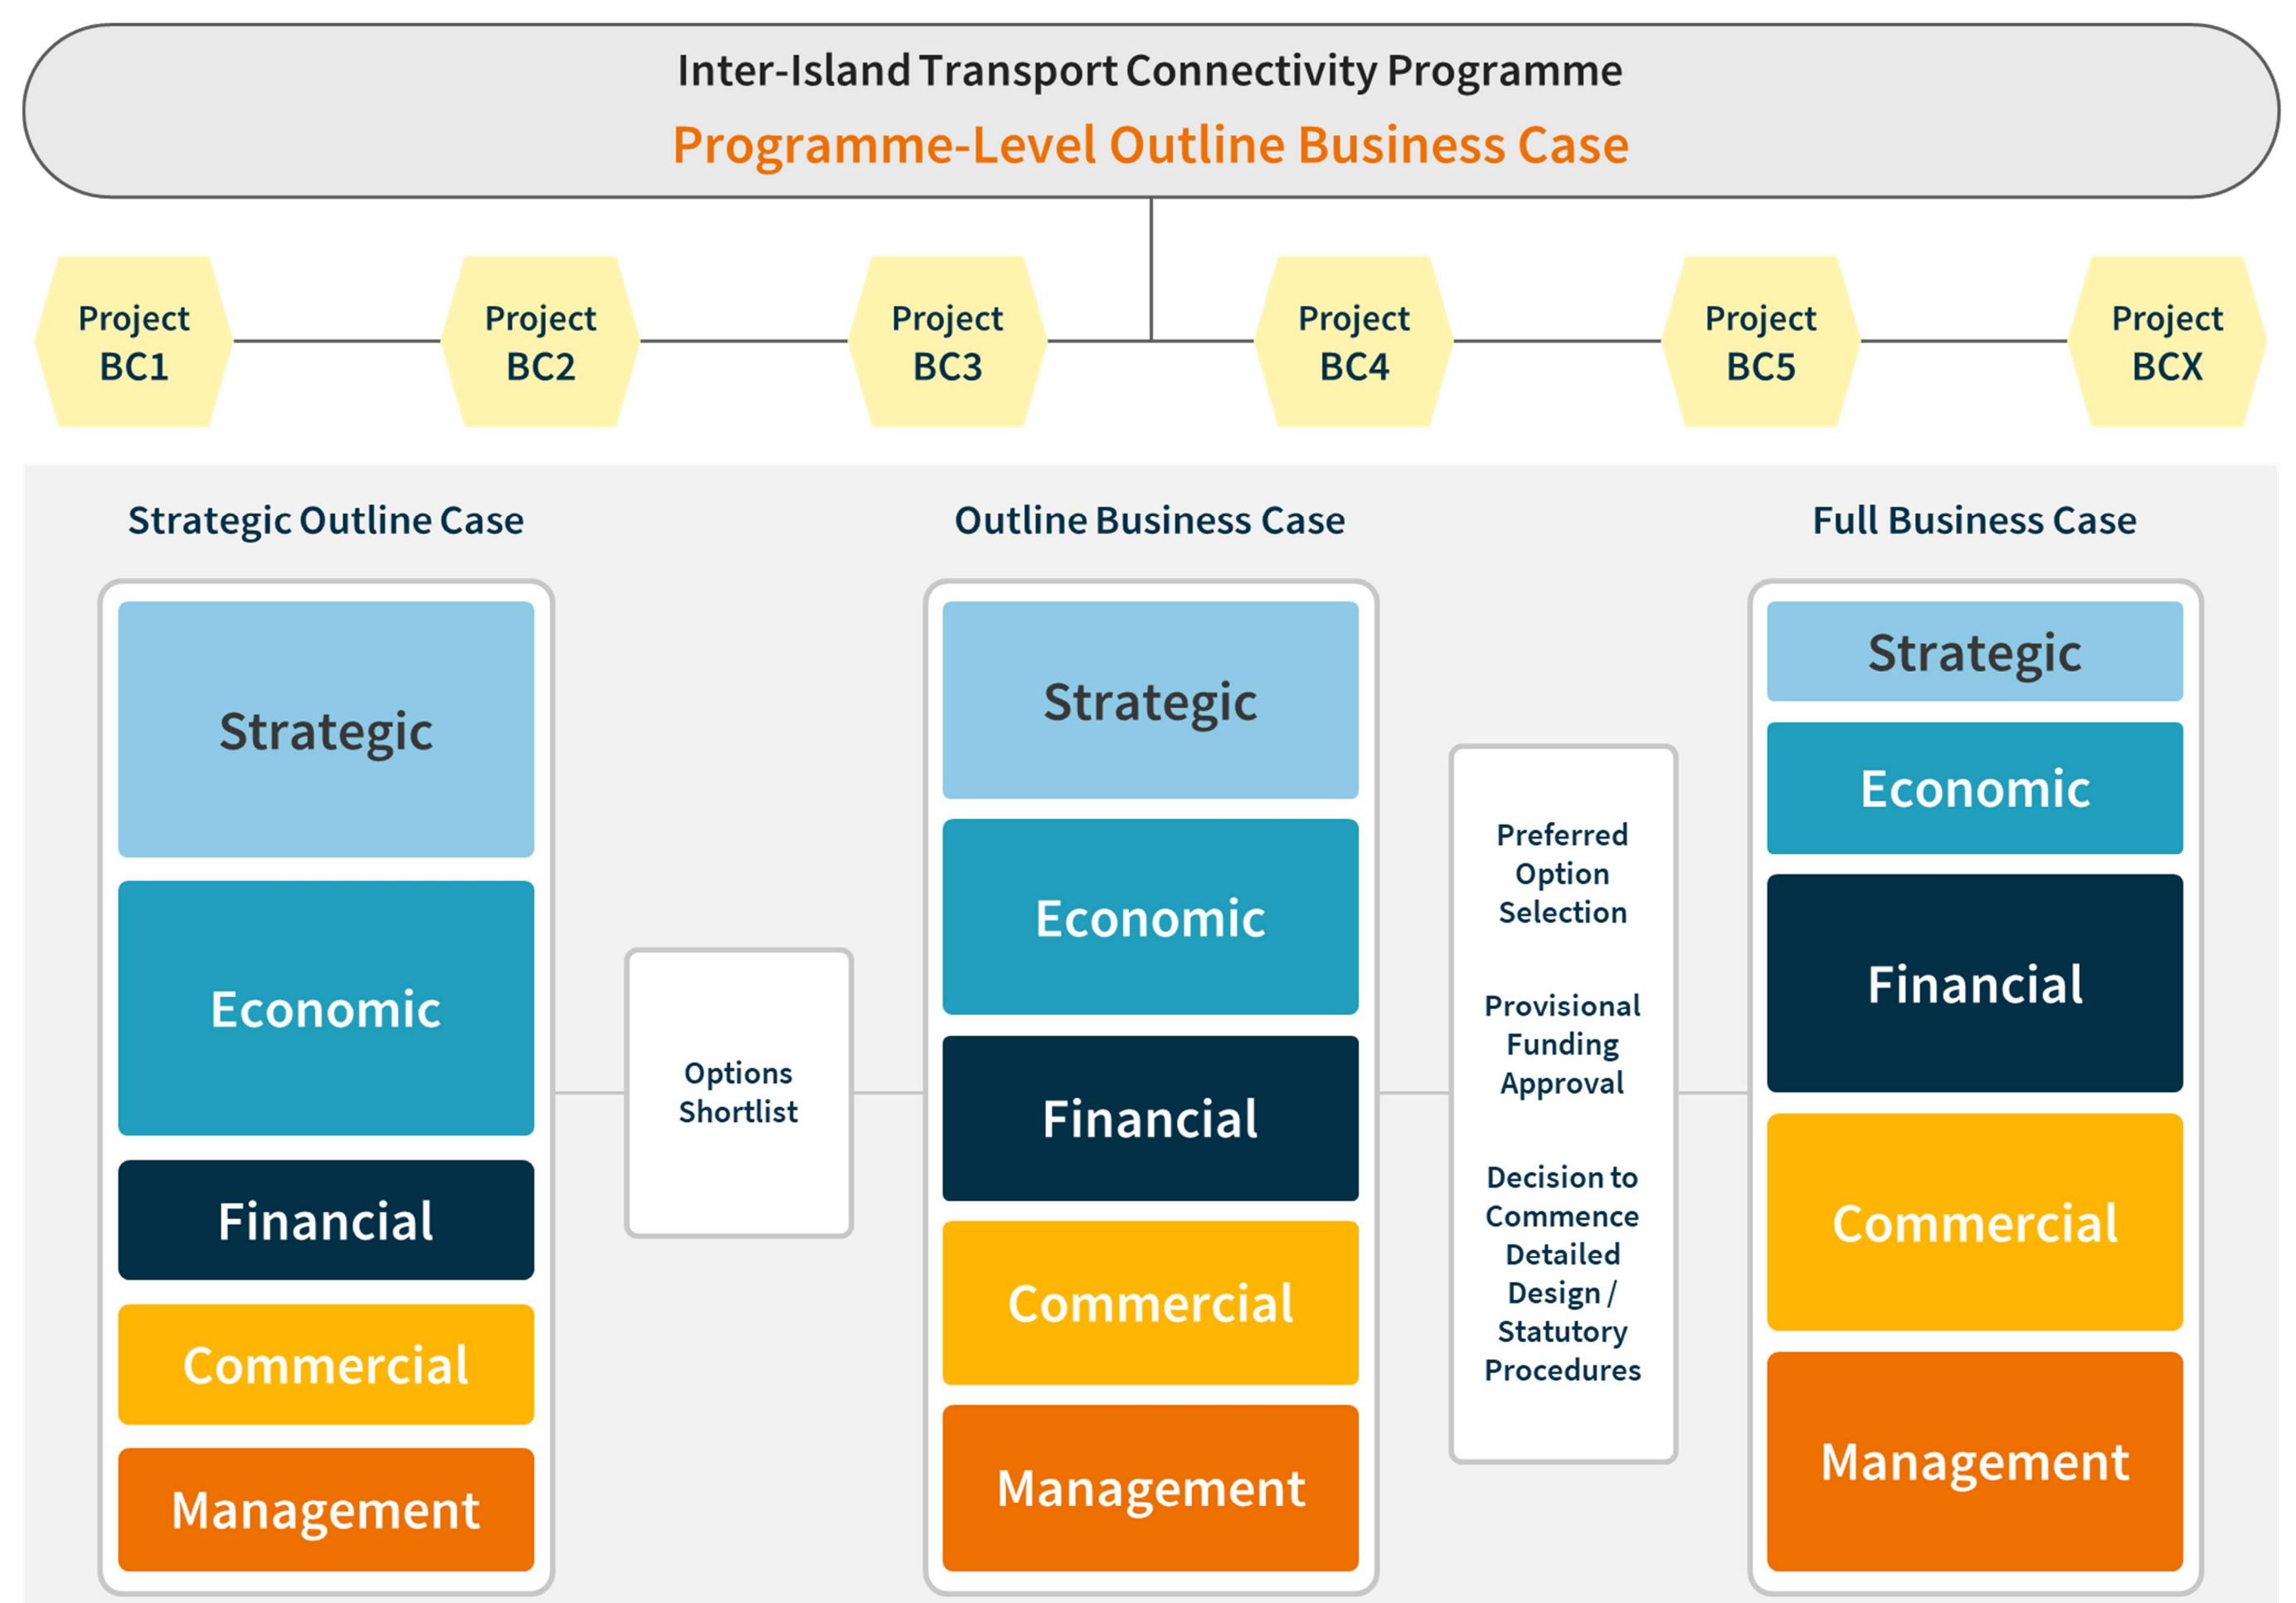 Inter-Island Transport Connectivity Programme
Programme-Level Outline Business Case
Project
BC1
Project
BC2
Project
BC3
Project
BC4
Project
BC5
Project
BCX
Strategic Outline Case
Strategic
Economic
Financial
Commercial
Management
Options
Shortlist
Outline Business Case
Strategic
Economic
Financial
Commercial
Management
Preferred
Option
Selection
Provisional
Funding
Approval
Decision to
Commence
Detailed
Design /
Statutory
Procedures
Full Business Case
Strategic
Economic
Financial
Commercial
Management